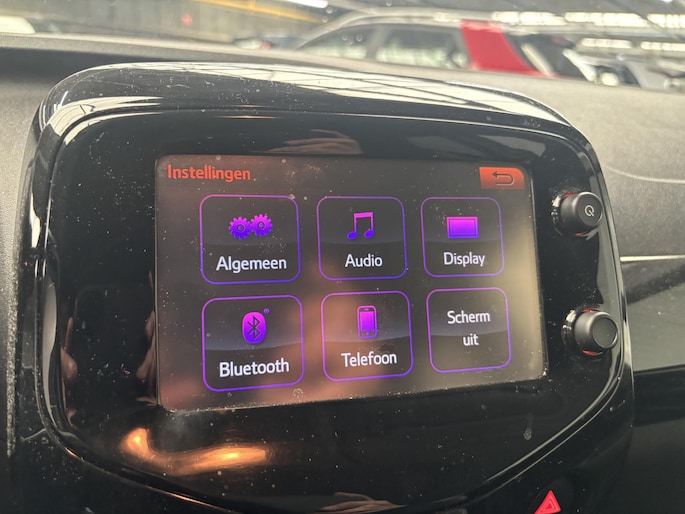 Instellingen
Algemeen
Audio
Display
Bluetooth
Telefoon
Scherm
uit